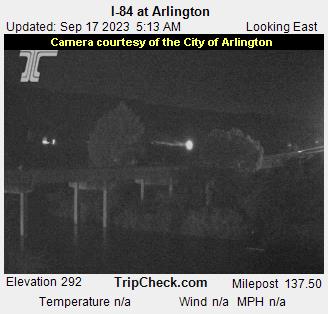 I-84 at Arlington
Updated: Sep 17 2023 5:13 AM Looking East
Camera courtesy of the City of Arlington
Elevation 292 TripCheck.com Milepost 137.50
Temperature n/a Wind n/a MPH n/a